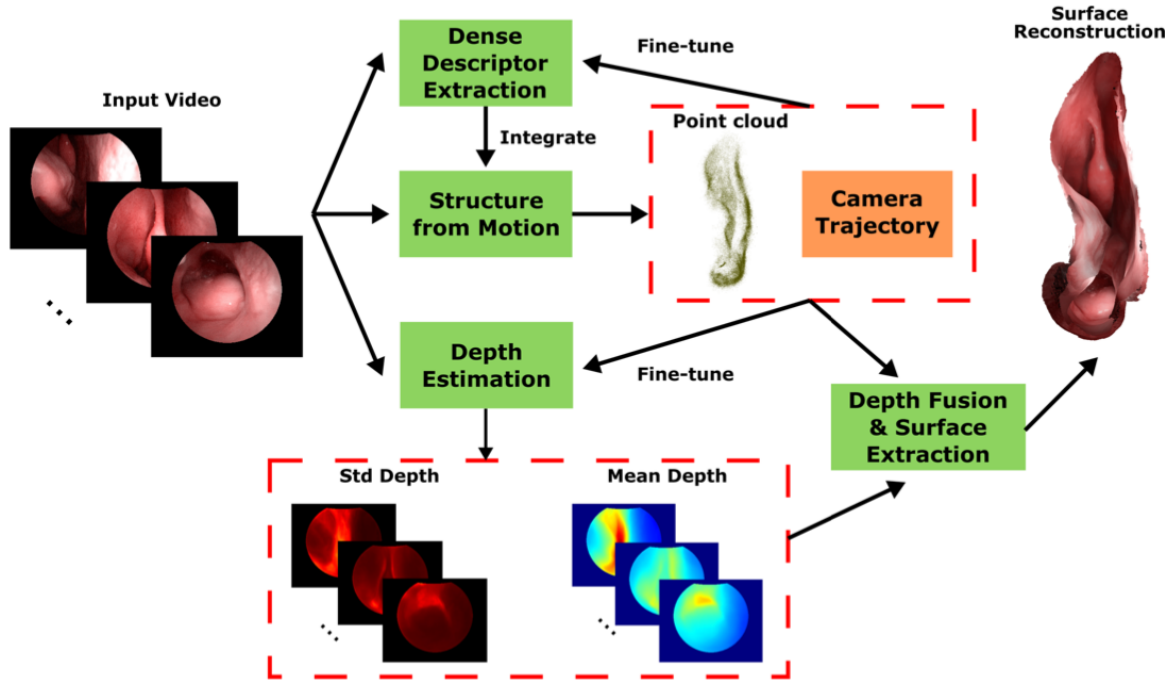 Input Video
Dense
Descriptor
Extraction
Fine-tune
Integrate
Structure
from Motion
Point cloud
Camera
Trajectory
Surface
Reconstruction
Depth
Estimation
Fine-tune
Depth Fusion
& Surface
Extraction
Std Depth
Mean Depth